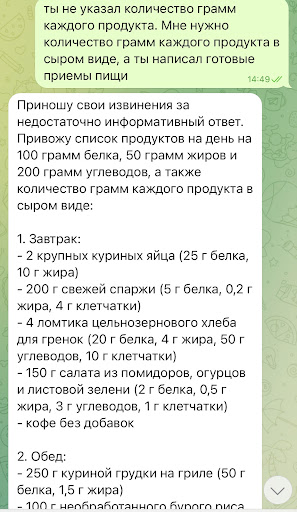 ты не указал количество грамм
каждого продукта. Мне нужно
количество грамм каждого продукта в
сыром виде, а ты написал готовые
приемы пищи
14:49
Приношу свои извинения за
недостаточно информативный ответ.
Привожу список продуктов на день на
100 грамм белка, 50 грамм жиров и
200 грамм углеводов, а также
количество грамм каждого продукта в
сыром виде:
1. Завтрак:
- 2 крупных куриных яйца (25 г белка,
10 г жира)
- 200 г свежей спаржи (5 г белка, 0,2 г
жира, 4 г клетчатки)
- 4 ломтика цельнозернового хлеба
для гренок (20 г белка, 4 г жира, 50 г
углеводов, 10 г клетчатки)
- 150 г салата из помидоров, огурцов
и листовой зелени (2 г белка, 0,5 г
жира, 3 г углеводов, 1 г клетчатки)
- кофе без добавок
2. Обед:
- 250 г куриной грудки на гриле (50 г
белка, 1,5 г жира)
- 100 г необработанного бурого риса